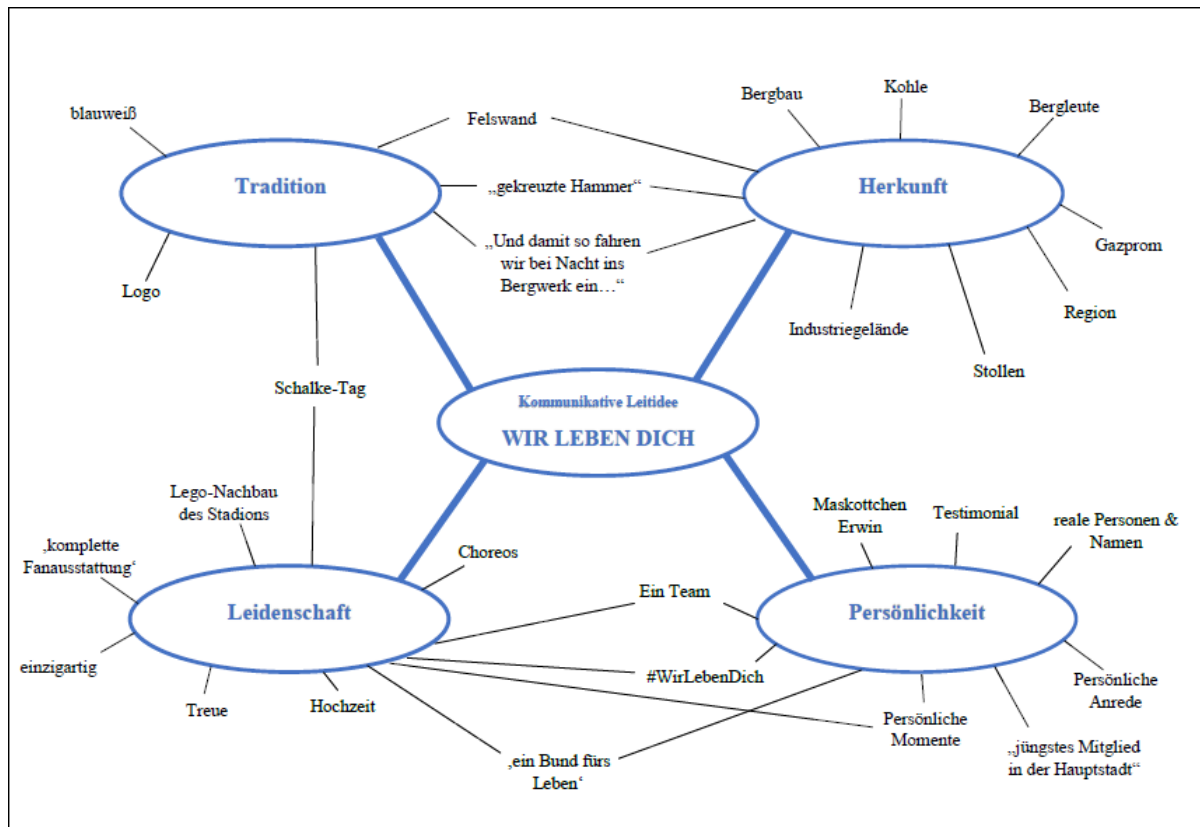 blauweiß
Felswand
Bergbau
Kohle
Bergleute
Tradition
„gekreuzte Hammer“
Herkunft
„Und damit so fahren
wir bei Nacht ins
Bergwerk ein…“
Gazprom
Logo
Industriegelände
Region
Stollen
Schalke-Tag
Kommunikative Leitidee
WIR LEBEN DICH
Lego-Nachbau
des Stadions
‚komplette
Fanausstattung‘
Choreos
Maskottchen
Erwin
Testimonial
reale Personen &
Namen
Leidenschaft
Ein Team
Persönlichkeit
einzigartig
Treue
Hochzeit
#WirLebenDich
Persönliche
Momente
Persönliche
Anrede
‚ein Bund fürs
Leben‘
„jüngstes Mitglied
in der Hauptstadt“